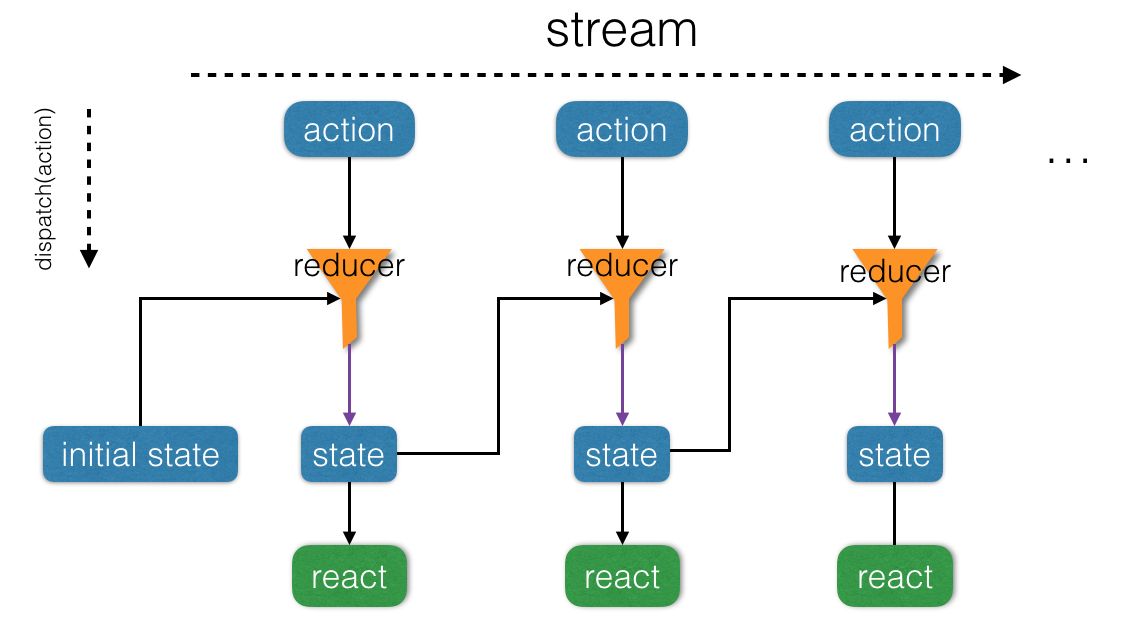 stream
dispatch(action)
action
action
action
...
reducer
reducer
reducer
initial state
state
state
state
react
react
react